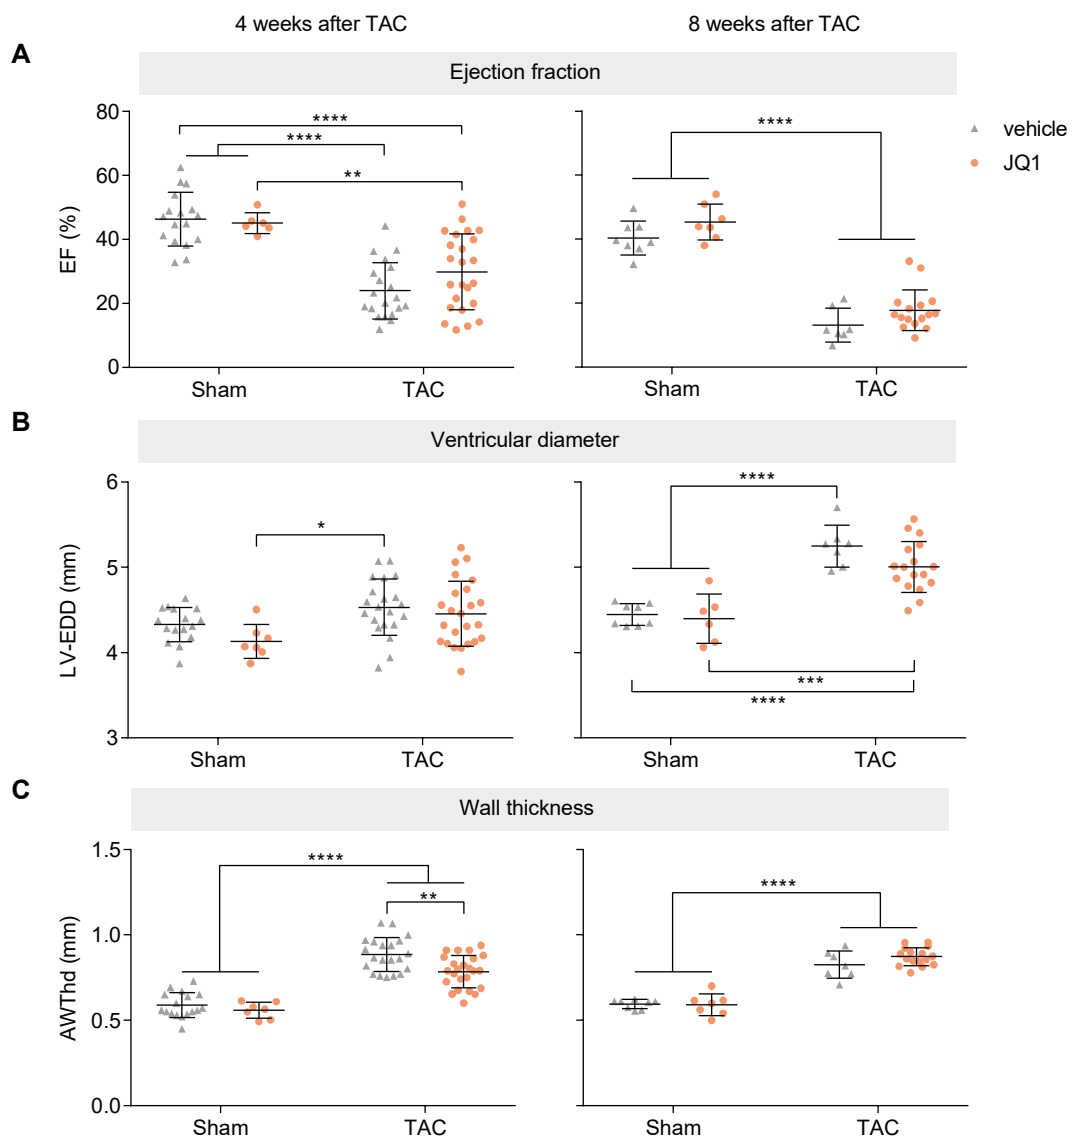 4 weeks after TAC
8 weeks after TAC
A
Ejection fraction
EF (%)
80
60
40
20
0
****
****
**
****
vehicle
JQ1
Sham
TAC
Sham
TAC
B
Ventricular diameter
LV-EDD (mm)
6
5
4
3
*
****
***
****
Sham
TAC
Sham
TAC
C
Wall thickness
AWThd (mm)
1.5
1.0
0.5
0.0
****
**
****
Sham
TAC
Sham
TAC